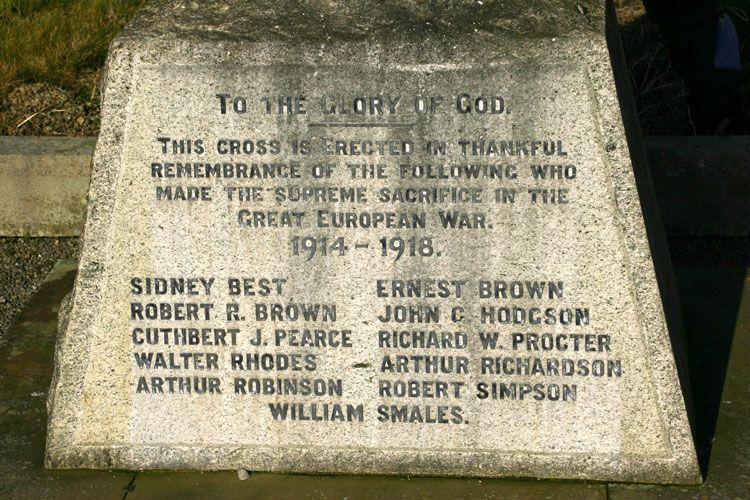 TO THE GLORY OF GOD.
THIS CROSS IS ERECTED IN THANKFUL
REMEMBRANCE OF THE FOLLOWING WHO
MADE THE SUPREME SACRIFICE IN THE
GREAT EUROPEAN WAR.
1914 - 1918.
SIDNEY BEST ERNEST BROWN
ROBERT R. BROWN JOHN C. HODGSON
CUTHBERT J. PEARCE RICHARD W. PROCTER
WALTER RHODES ARTHUR RICHARDSON
ARTHUR ROBINSON ROBERT SIMPSON
WILLIAM SMALES.